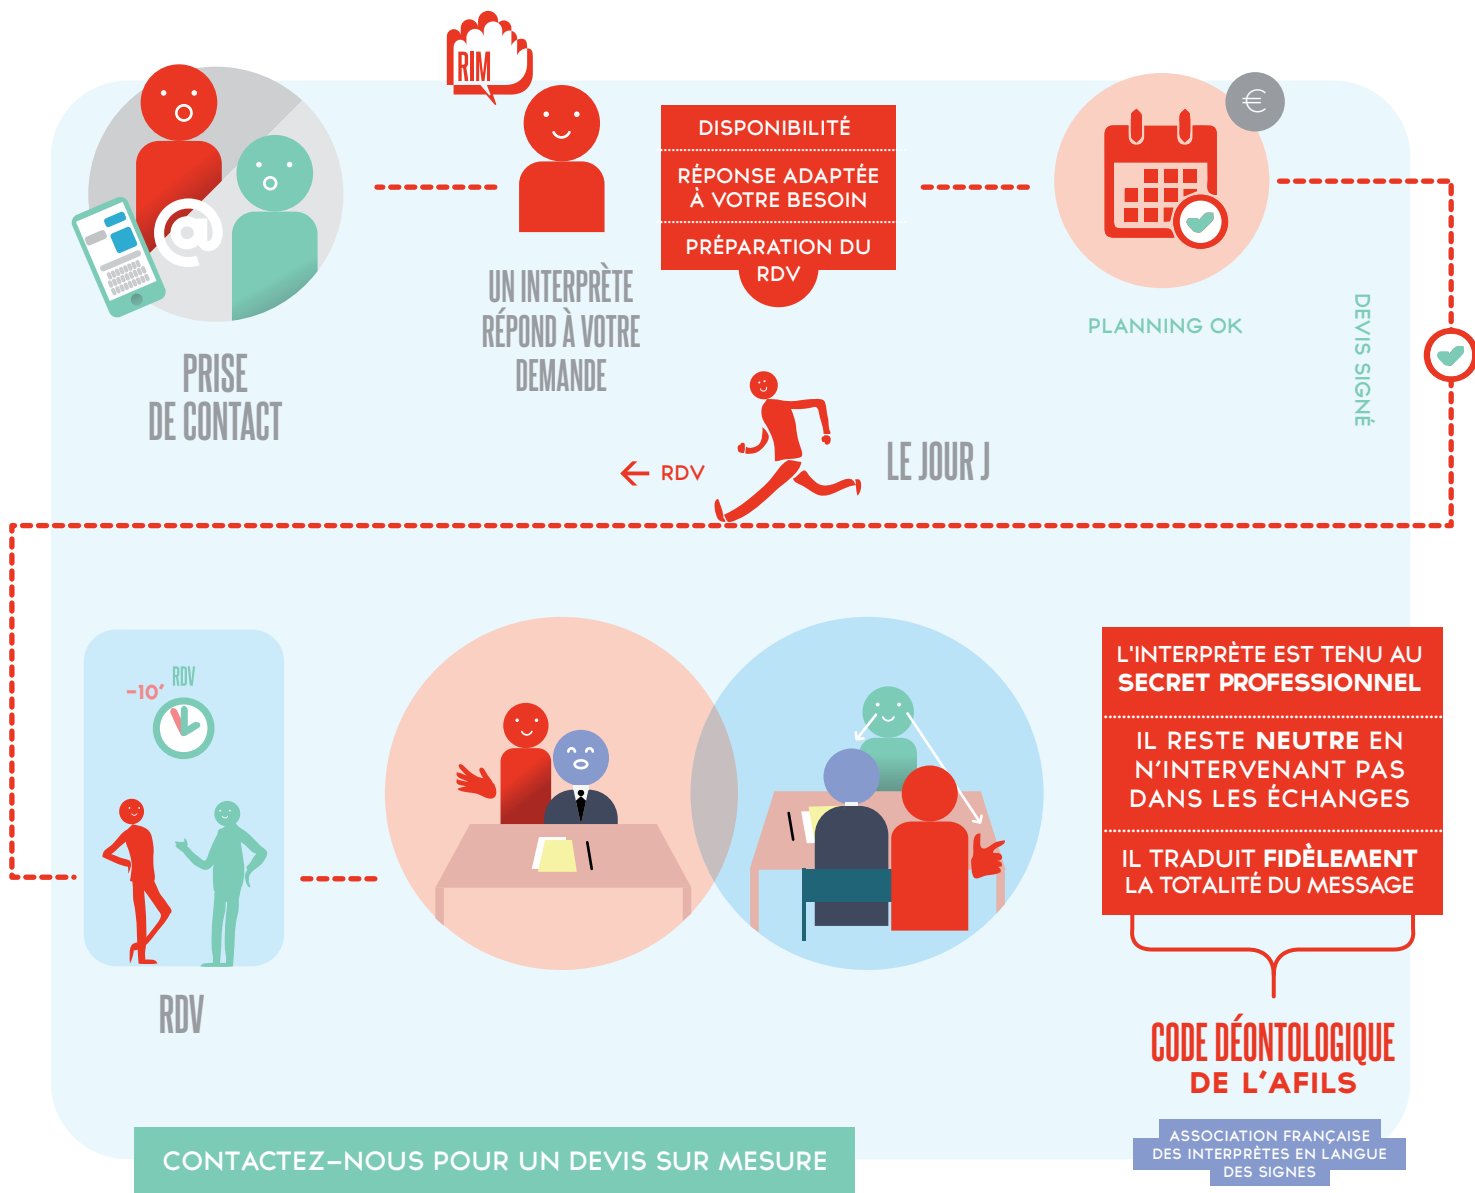 RIM
@
PRISE
DE CONTACT
UN INTERPRÈTE
RÉPOND À VOTRE
DEMANDE
DISPONIBILITÉ
RÉPONSE ADAPTÉE
À VOTRE BESOIN
PRÉPARATION DU
RDV
€
PLANNING OK
DEVIS SIGNÉ
← RDV
LE JOUR J
RDV
-10’
RDV
L'INTERPRÈTE EST TENU AU
SECRET PROFESSIONNEL
IL RESTE NEUTRE EN
N’INTERVENANT PAS
DANS LES ÉCHANGES
IL TRADUIT FIDÈLEMENT
LA TOTALITÉ DU MESSAGE
CODE DÉONTOLOGIQUE
DE L’AFILS
ASSOCIATION FRANÇAISE
DES INTERPRÈTES EN LANGUE
DES SIGNES
CONTACTEZ–NOUS POUR UN DEVIS SUR MESURE